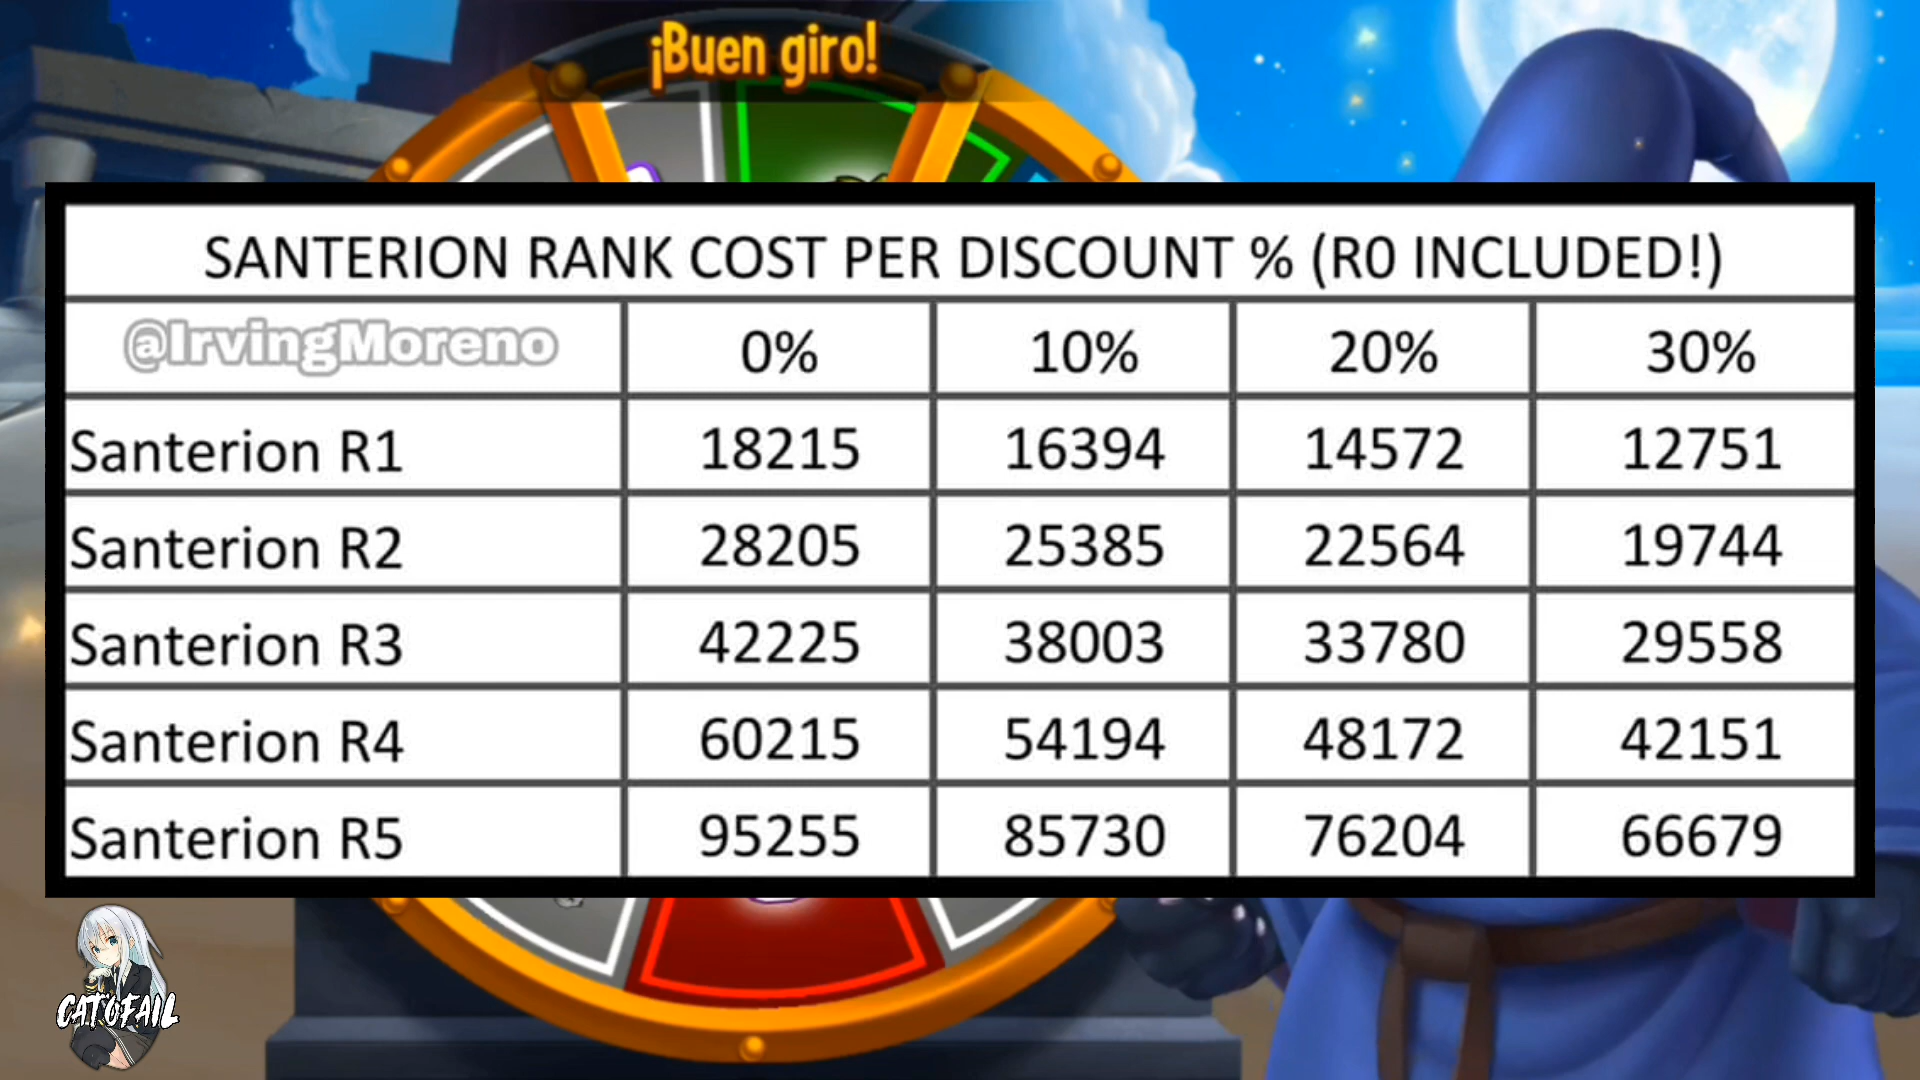 ¡Buen giro!
SANTERION RANK COST PER DISCOUNT % (R0 INCLUDED!)
@IrvingMoreno 0% 10% 20% 30%
Santerion R1 18215 16394 14572 12751
Santerion R2 28205 25385 22564 19744
Santerion R3 42225 38003 33780 29558
Santerion R4 60215 54194 48172 42151
Santerion R5 95255 85730 76204 66679
CATOFAIL